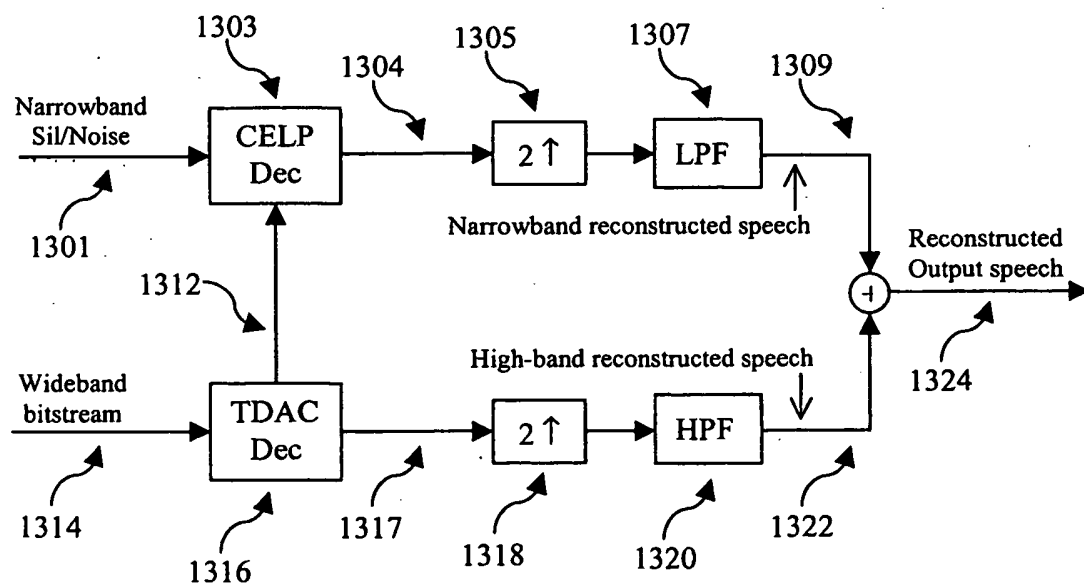 1303
1304
1305
1307
1309
Narrowband
Sil/Noise
CELP
Dec
2↑
LPF
1301
Narrowband reconstructed speech
Reconstructed
Output speech
1312
+
High-band reconstructed speech
1324
Wideband
bitstream
TDAC
Dec
2↑
HPF
1314
1316
1317
1318
1320
1322